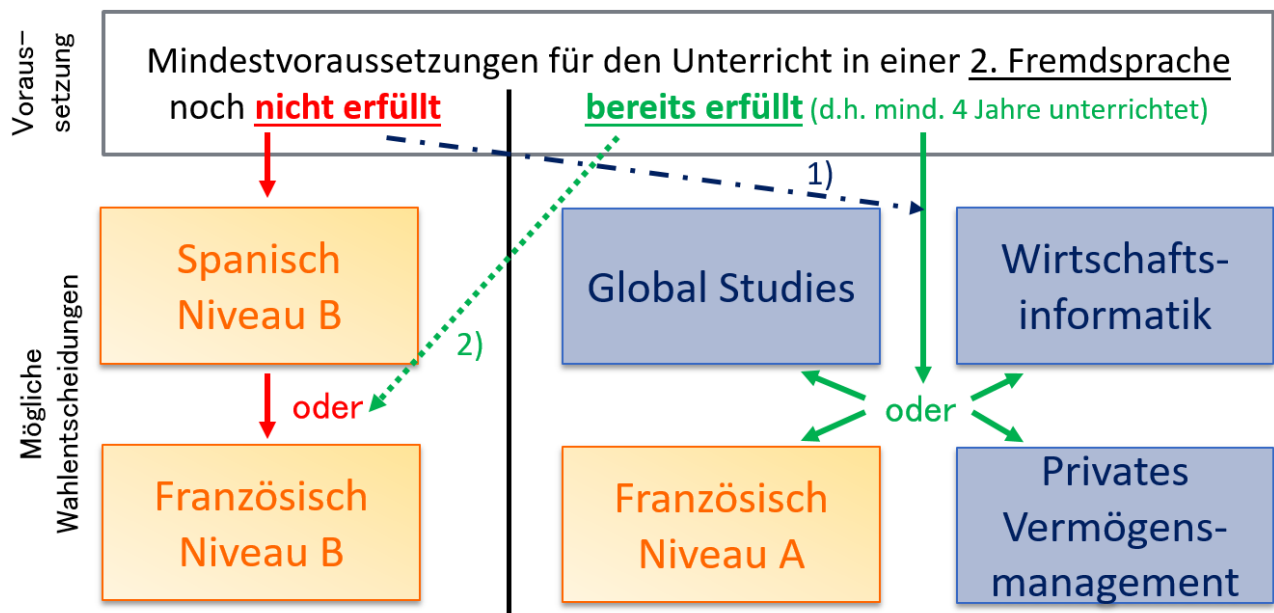 Voraus-
setzung
Mindestvoraussetzungen für den Unterricht in einer 2. Fremdsprache
noch nicht erfüllt
bereits erfüllt (d.h. mind. 4 Jahre unterrichtet)
1)
Mögliche
Wahlentscheidungen
Spanisch
Niveau B
2)
oder
Französisch
Niveau B
Global Studies
Wirtschafts-
informatik
oder
Französisch
Niveau A
Privates
Vermögens-
management